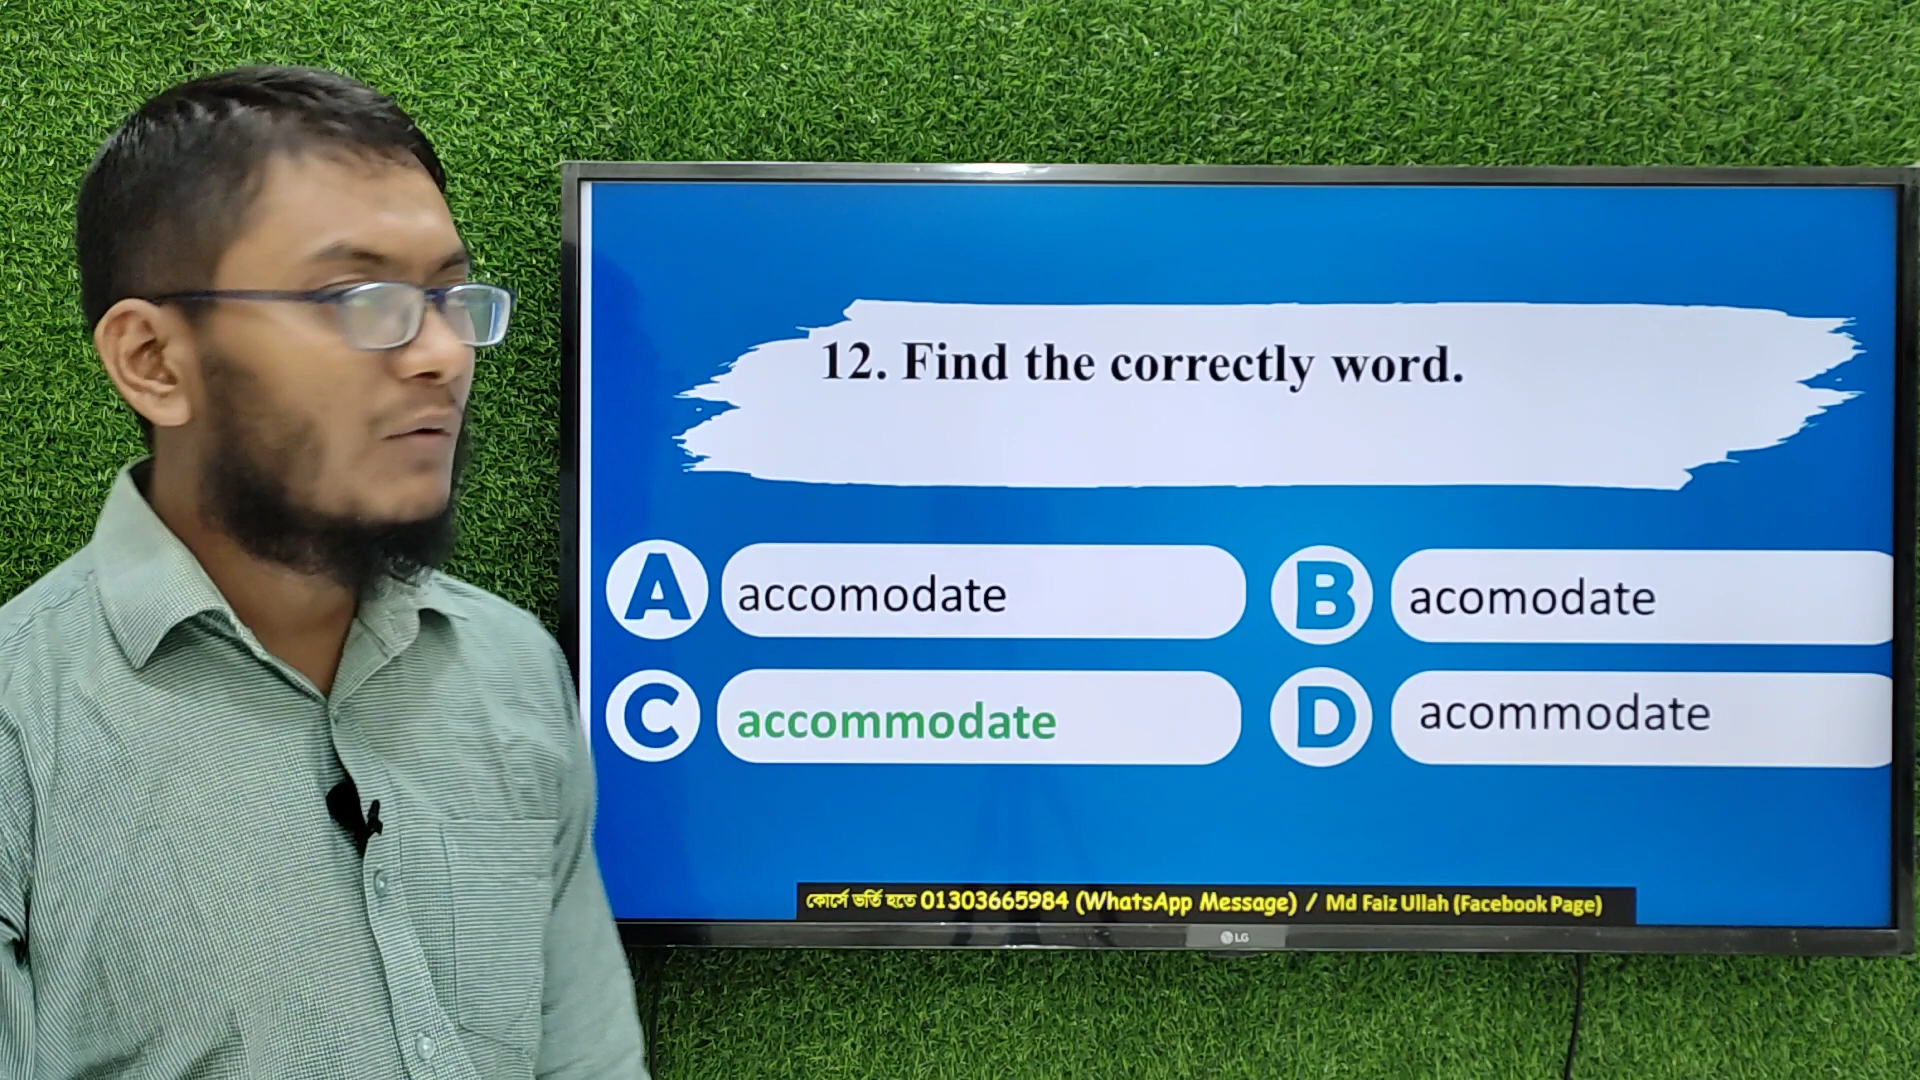 12. Find the correctly word.
A accomodate
B acomodate
C accommodate
D acommodate
কোর্সে ভর্তি হতে 01303665984 (WhatsApp Message) / Md Faiz Ullah (Facebook Page)
LG